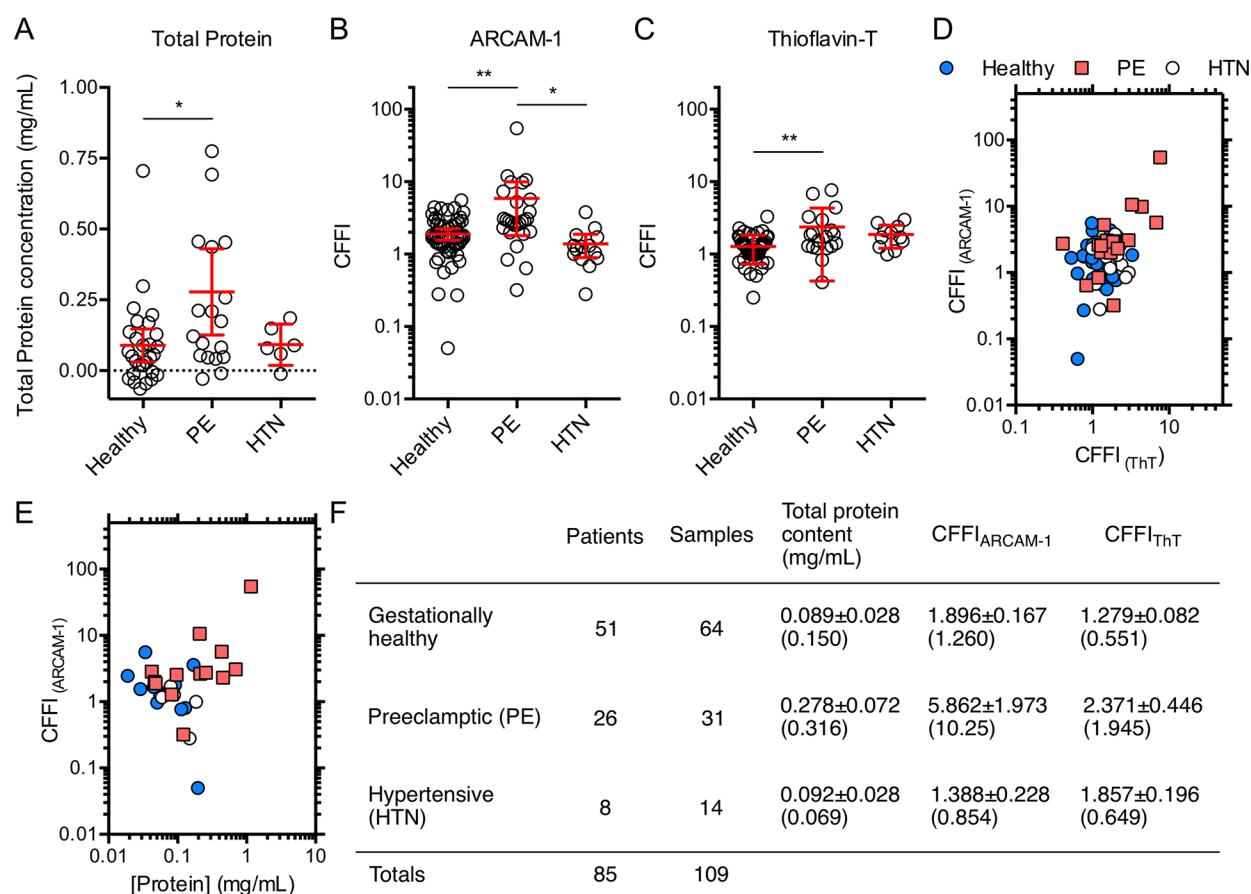 A
Total Protein
Total Protein concentration (mg/mL)
1.00
0.75
0.50
0.25
0.00
*
Healthy
PE
HTN
B
ARCAM-1
CFFI
100
10
1
0.1
0.01
**
*
Healthy
PE
HTN
C
Thioflavin-T
CFFI
100
10
1
0.1
0.01
**
Healthy
PE
HTN
D
Healthy PE HTN
CFFI (ARCAM-1)
100
10
1
0.1
0.01
0.1 1 10
CFFI (ThT)
E
CFFI (ARCAM-1)
100
10
1
0.1
0.01
0.01 0.1 1 10
[Protein] (mg/mL)
F
Patients Samples Total protein content (mg/mL) CFFI ARCAM-1 CFFI ThT
Gestationally healthy 51 64 0.089±0.028 (0.150) 1.896±0.167 (1.260) 1.279±0.082 (0.551)
Preeclamptic (PE) 26 31 0.278±0.072 (0.316) 5.862±1.973 (10.25) 2.371±0.446 (1.945)
Hypertensive (HTN) 8 14 0.092±0.028 (0.069) 1.388±0.228 (0.854) 1.857±0.196 (0.649)
Totals 85 109